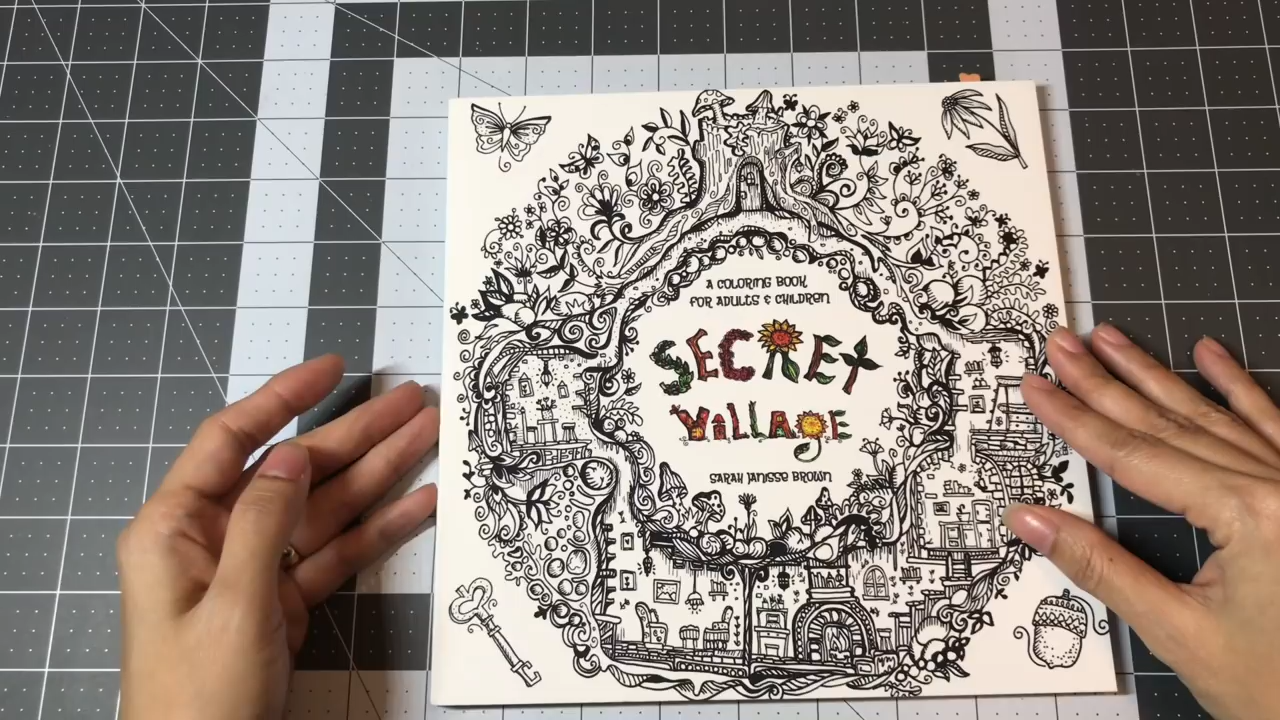 A COLORING BOOK
FOR ADULTS & CHILDREN
SECRET
VILLAGE
SARAH JANISSE BROWN